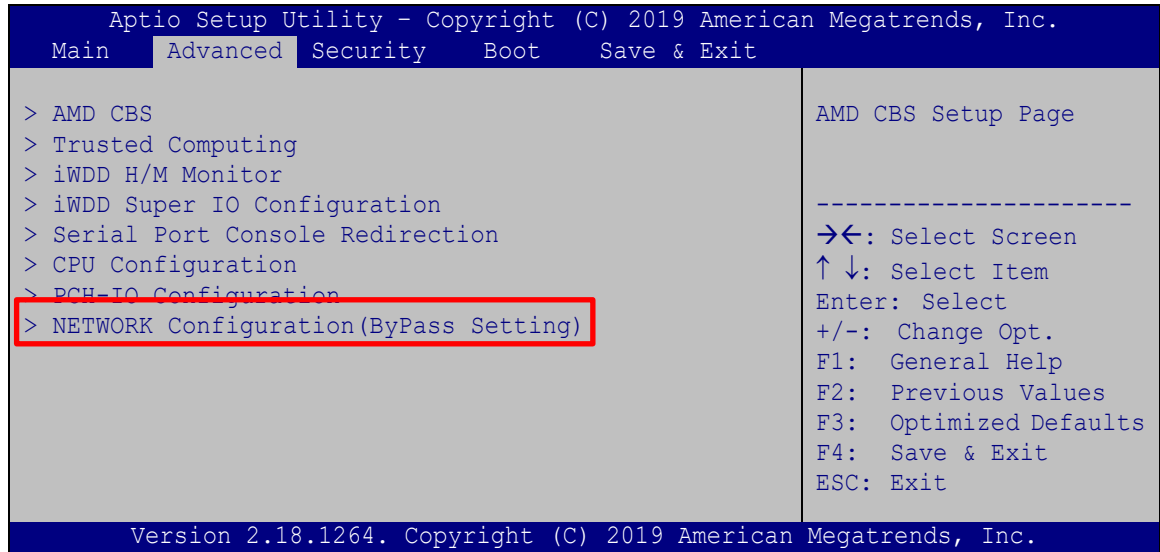 Aptio Setup Utility – Copyright (C) 2019 American Megatrends, Inc.
Main Advanced Security Boot Save & Exit
> AMD CBS
> Trusted Computing
> iWDD H/M Monitor
> iWDD Super IO Configuration
> Serial Port Console Redirection
> CPU Configuration
> PCH-IO Configuration
> NETWORK Configuration(ByPass Setting)
AMD CBS Setup Page
----------------------
→←: Select Screen
↑ ↓: Select Item
Enter: Select
+/-: Change Opt.
F1: General Help
F2: Previous Values
F3: Optimized Defaults
F4: Save & Exit
ESC: Exit
Version 2.18.1264. Copyright (C) 2019 American Megatrends, Inc.